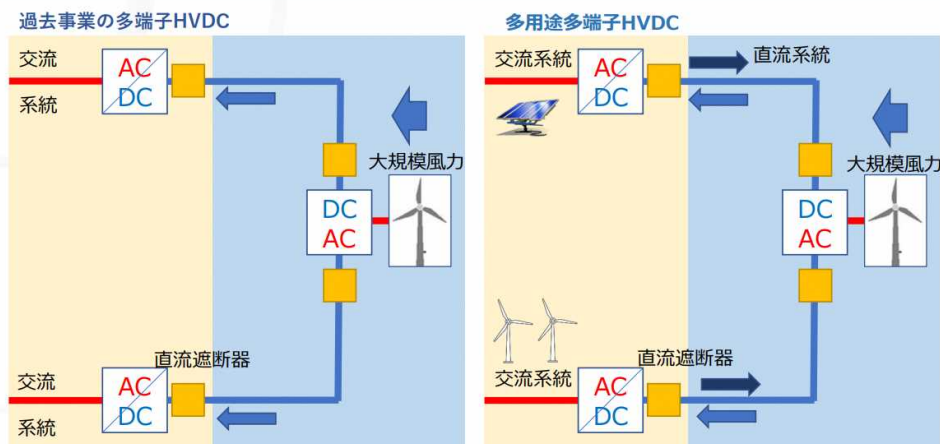 過去事業の多端子HVDC
交流
系統
AC
DC
大規模風力
DC
AC
直流遮断器
交流
系統
AC
DC
多用途多端子HVDC
交流系統
AC
DC
直流系統
大規模風力
DC
AC
直流遮断器
交流系統
AC
DC